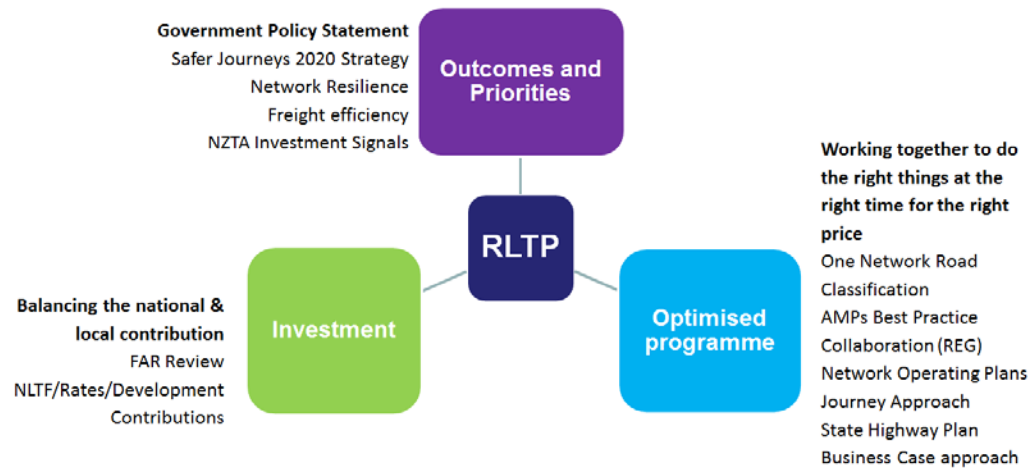 Government Policy Statement
Safer Journeys 2020 Strategy
Network Resilience
Freight efficiency
NZTA Investment Signals
Outcomes and
Priorities
RLTP
Balancing the national &
local contribution
FAR Review
NLTF/Rates/Development
Contributions
Investment
Optimised
programme
Working together to do
the right things at the
right time for the right
price
One Network Road
Classification
AMPs Best Practice
Collaboration (REG)
Network Operating Plans
Journey Approach
State Highway Plan
Business Case approach